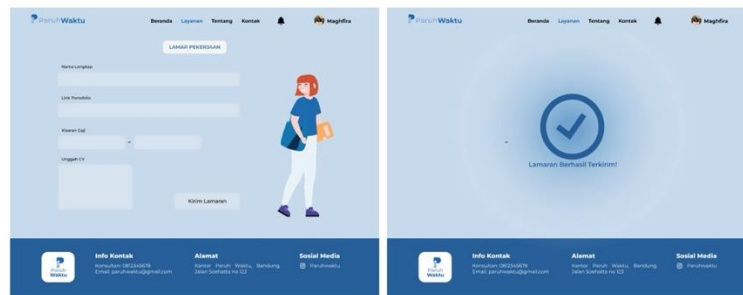 ParuhWaktu
Beranda Layanan Tentang Kontak
Maghfira
LAMAR PEKERJAAN
Nama Lengkap
Link Portofolio
Kisaran Gaji
-
Unggah CV
Kirim Lamaran
Paruh
Waktu
Info Kontak
Konsultan 0812345678
Email: paruhwaktu@gmail.com
Alamat
Kantor Paruh Waktu, Bandung
Jalan Soehatta no 123
Sosial Media
Paruhwaktu
ParuhWaktu
Beranda Layanan Tentang Kontak
Maghfira
-
Lamaran Berhasil Terkirim!
Paruh
Waktu
Info Kontak
Konsultan 0812345678
Email: paruhwaktu@gmail.com
Alamat
Kantor Paruh Waktu, Bandung
Jalan Soehatta no 123
Sosial Media
Paruhwaktu